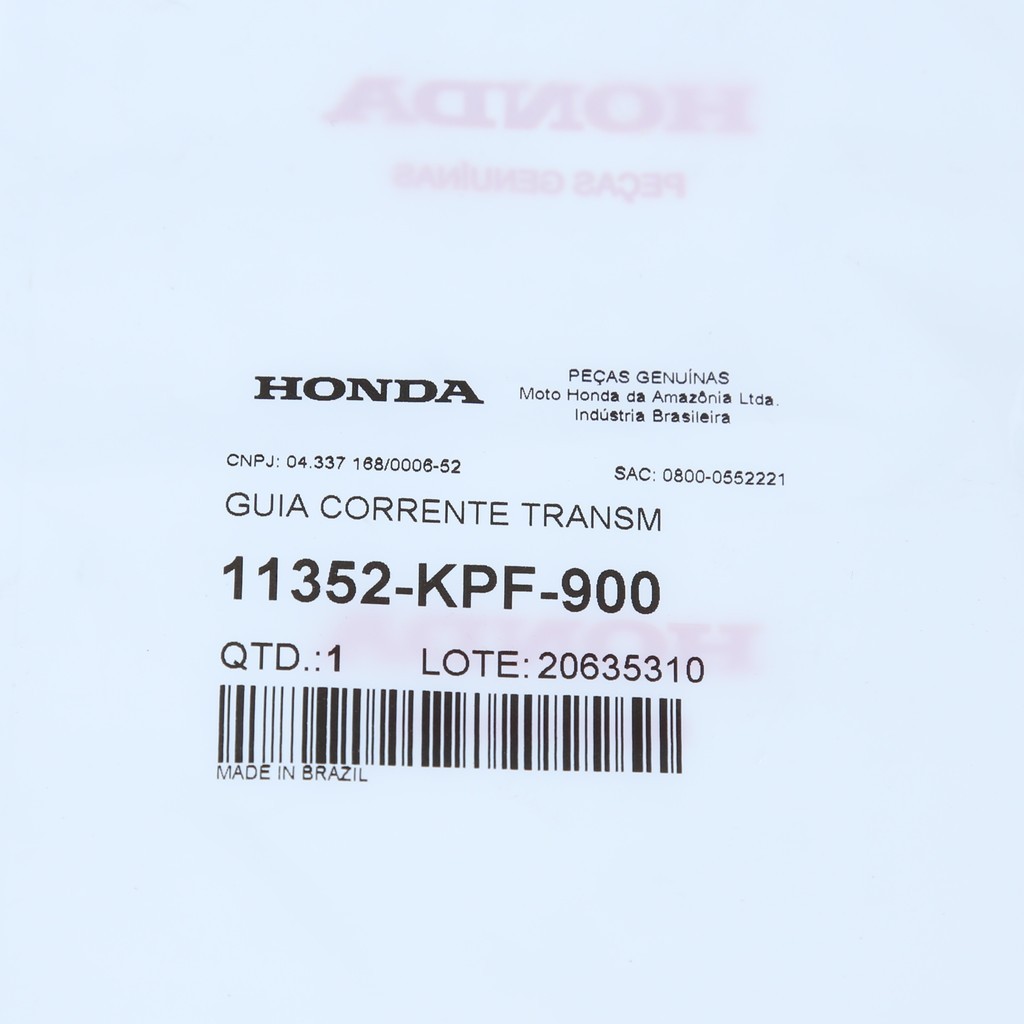 HONDA
PEÇAS GENUÍNAS
HONDA
PEÇAS GENUÍNAS
Moto Honda da Amazônia Ltda.
Indústria Brasileira
CNPJ: 04.337 168/0006-52
SAC: 0800-0552221
GUIA CORRENTE TRANSM
11352-KPF-900
HONDA
QTD.:1 LOTE: 20635310
MADE IN BRAZIL